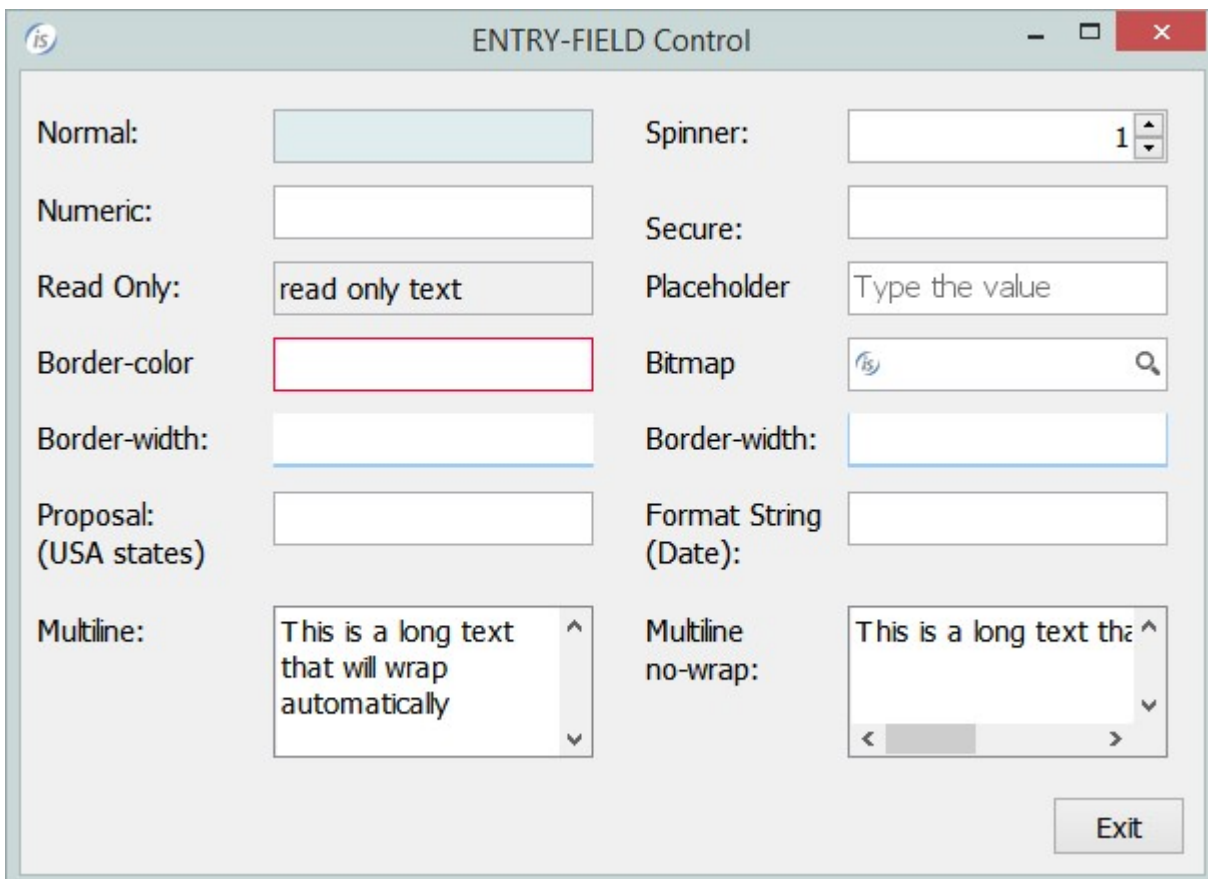 is ENTRY-FIELD Control
Normal:
Spinner: 1
Numeric:
Secure:
Read Only: read only text
Placeholder Type the value
Border-color
Bitmap is
Border-width:
Border-width:
Proposal:
(USA states)
Format String
(Date):
Multiline:
This is a long text
that will wrap
automatically
Multiline
no-wrap:
This is a long text tha
Exit